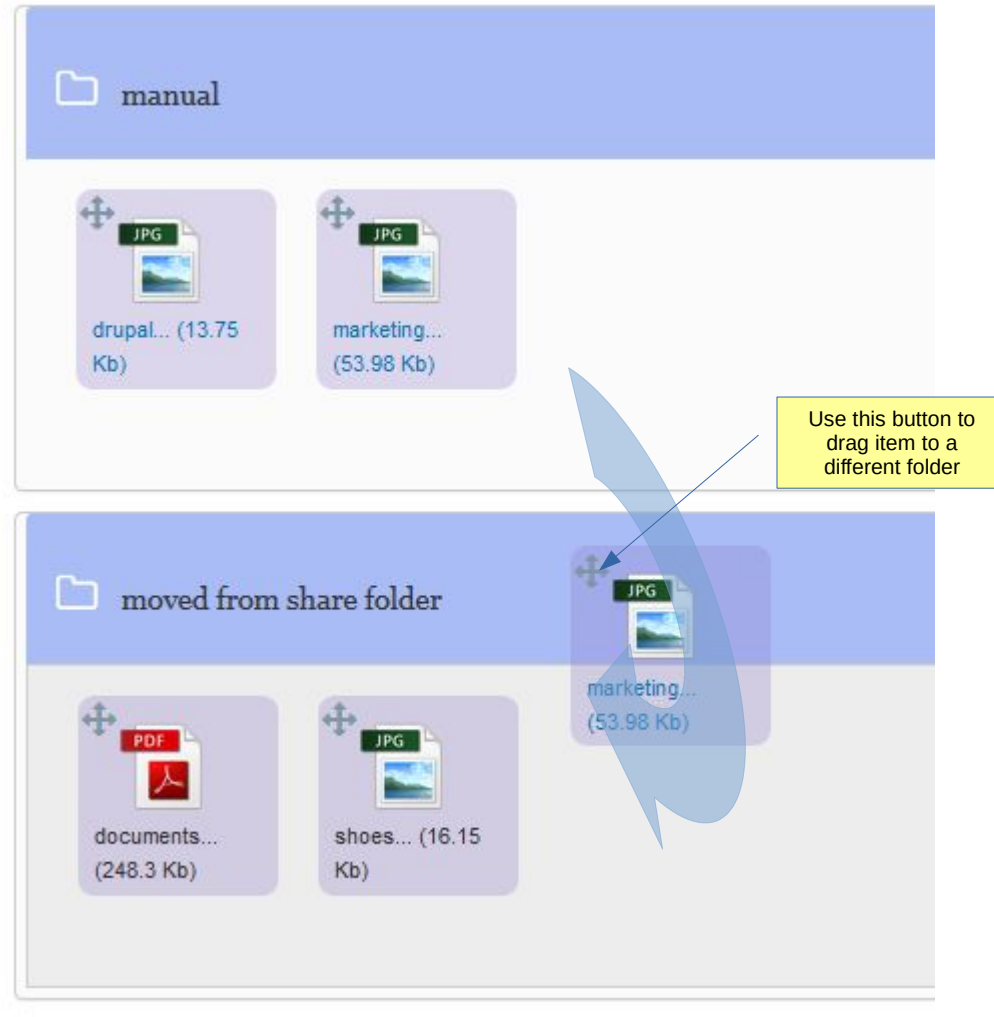 manual
JPG
JPG
drupal... (13.75
Kb)
marketing...
(53.98 Kb)
Use this button to
drag item to a
different folder
moved from share folder
JPG
marketing...
(53.98 Kb)
PDF
JPG
documents...
(248.3 Kb)
shoes... (16.15
Kb)